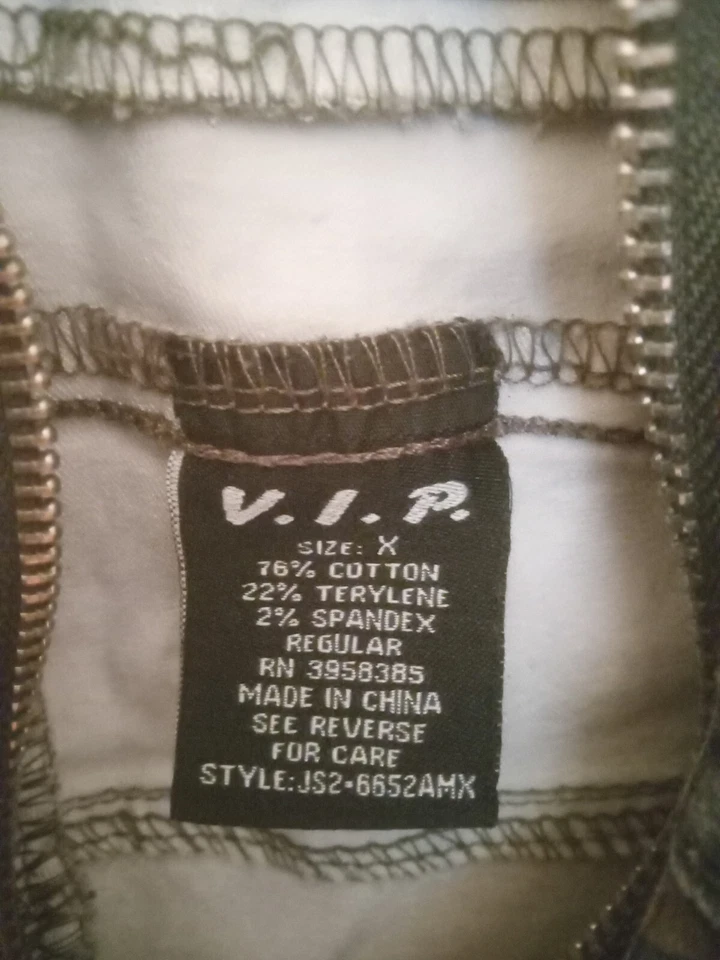 V.I.P.
SIZE: X
76% COTTON
22% TERYLENE
2% SPANDEX
REGULAR
RN 3958385
MADE IN CHINA
SEE REVERSE
FOR CARE
STYLE:JS2-6652AMX